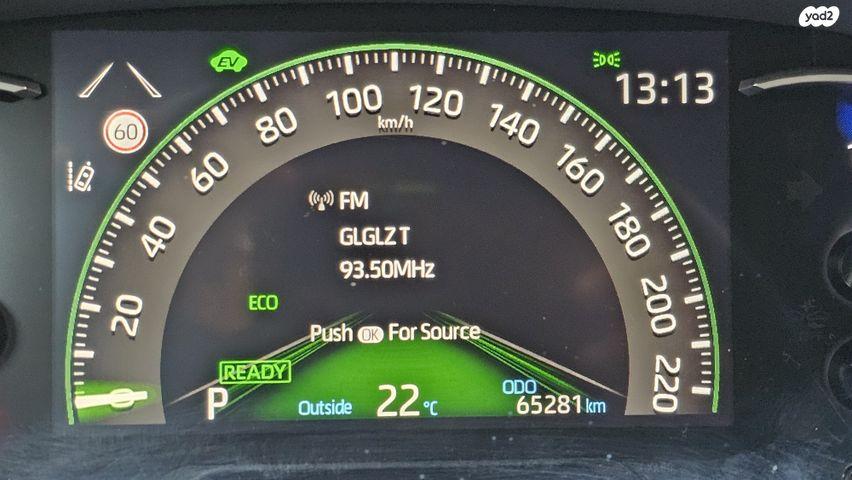 yad2
EV
13:13
60
0
20
40
60
80
100
120
140
160
180
200
220
km/h
FM
GLGLZ T
93.50MHz
ECO
Push OK For Source
READY
P
Outside 22°C
ODO
65281 km